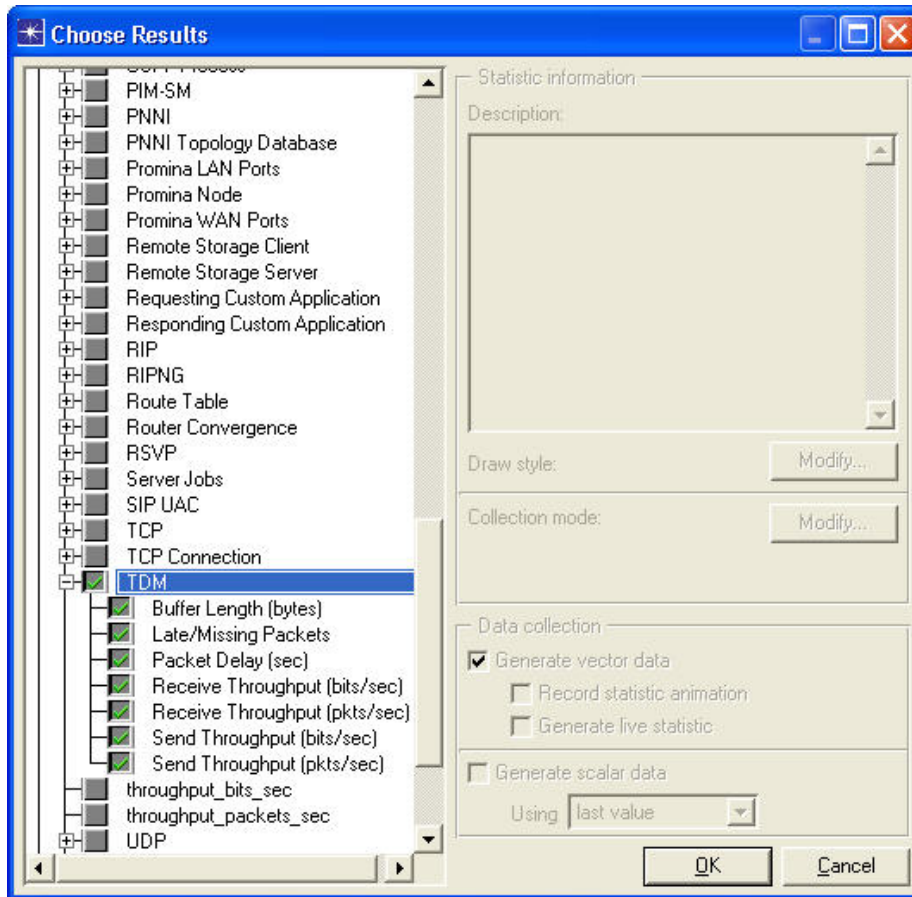 Choose Results
PIM-SM
PNNI
PNNI Topology Database
Promina LAN Ports
Promina Node
Promina WAN Ports
Remote Storage Client
Remote Storage Server
Requesting Custom Application
Responding Custom Application
RIP
RIPNG
Route Table
Router Convergence
RSVP
Server Jobs
SIP UAC
TCP
TCP Connection
TDM
Buffer Length (bytes)
Late/Missing Packets
Packet Delay (sec)
Receive Throughput (bits/sec)
Receive Throughput (pkts/sec)
Send Throughput (bits/sec)
Send Throughput (pkts/sec)
throughput_bits_sec
throughput_packets_sec
UDP
Statistic information
Description:
Draw style:
Modify...
Collection mode:
Modify...
Data collection
Generate vector data
Record statistic animation
Generate live statistic
Generate scalar data
Using last value
OK
Cancel